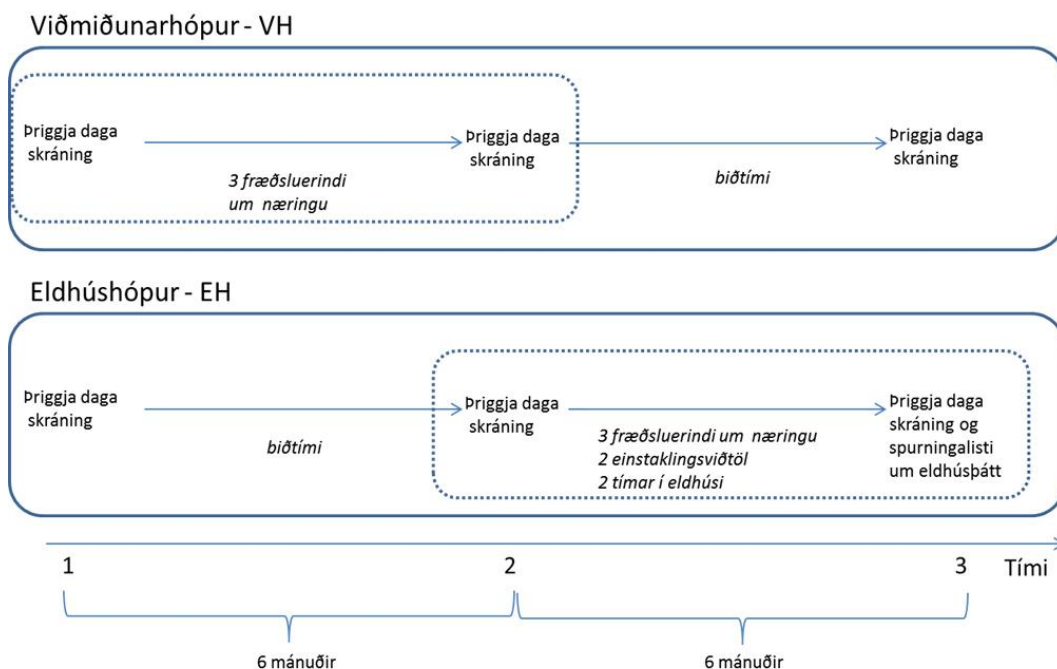 Viðmiðunarhópur - VH
Þriggja daga
skráning
3 fræðsluerindi
um næringu
Þriggja daga
skráning
biðtími
Þriggja daga
skráning
Eldhúshópur - EH
Þriggja daga
skráning
biðtími
Þriggja daga
skráning
3 fræðsluerindi um næringu
2 einstaklingsviðtöl
2 tímar í eldhúsi
Þriggja daga
skráning og
spurningalisti
um eldhúsþátt
1
2
3
Tími
6 mánuðir
6 mánuðir